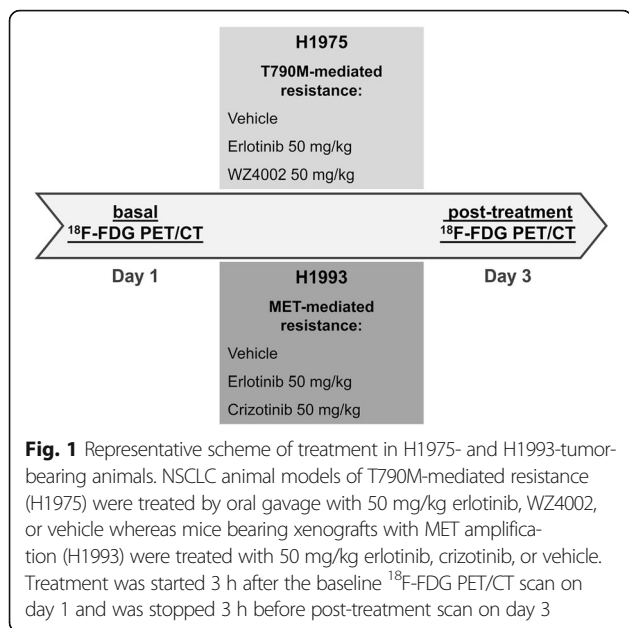 H1975
T790M-mediated
resistance:
Vehicle
Erlotinib 50 mg/kg
WZ4002 50 mg/kg
basal
18F-FDG PET/CT
post-treatment
18F-FDG PET/CT
Day 1
Day 3
H1993
MET-mediated
resistance:
Vehicle
Erlotinib 50 mg/kg
Crizotinib 50 mg/kg
Fig. 1 Representative scheme of treatment in H1975- and H1993-tumor-
bearing animals. NSCLC animal models of T790M-mediated resistance
(H1975) were treated by oral gavage with 50 mg/kg erlotinib, WZ4002,
or vehicle whereas mice bearing xenografts with MET amplifica-
tion (H1993) were treated with 50 mg/kg erlotinib, crizotinib, or vehicle.
Treatment was started 3 h after the baseline 18F-FDG PET/CT scan on
day 1 and was stopped 3 h before post-treatment scan on day 3